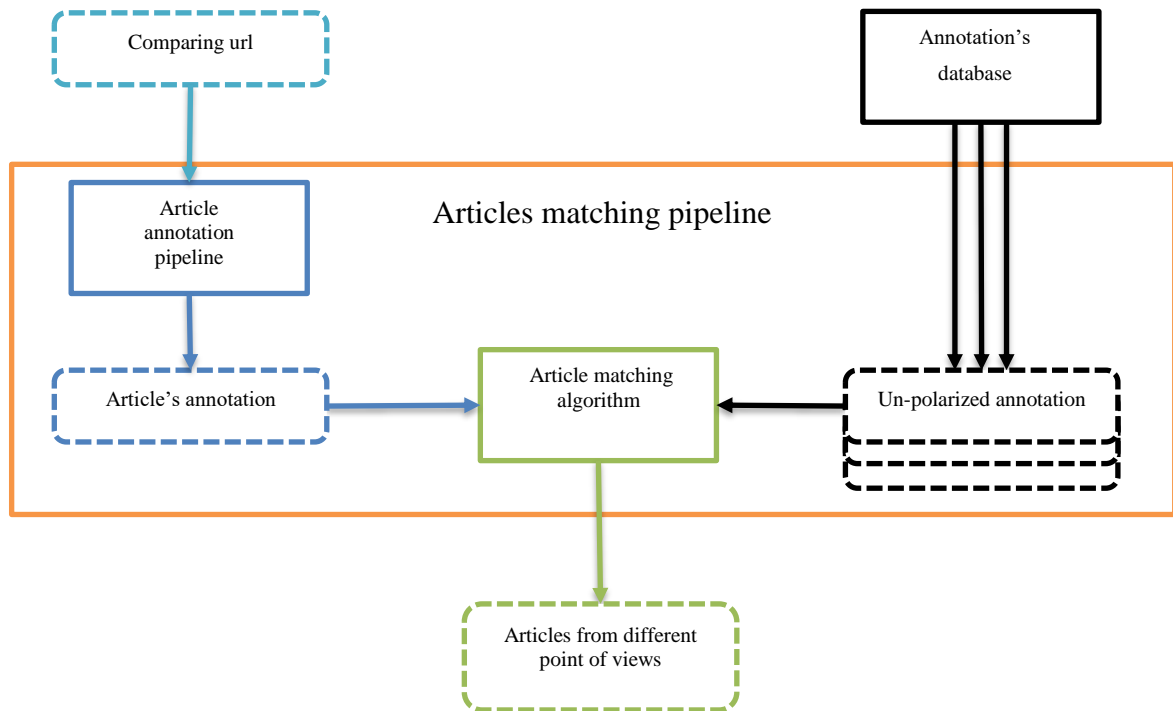 Comparing url
Annotation’s
database
Articles matching pipeline
Article
annotation
pipeline
Article’s annotation
Article matching
algorithm
Un-polarized annotation
Articles from different
point of views